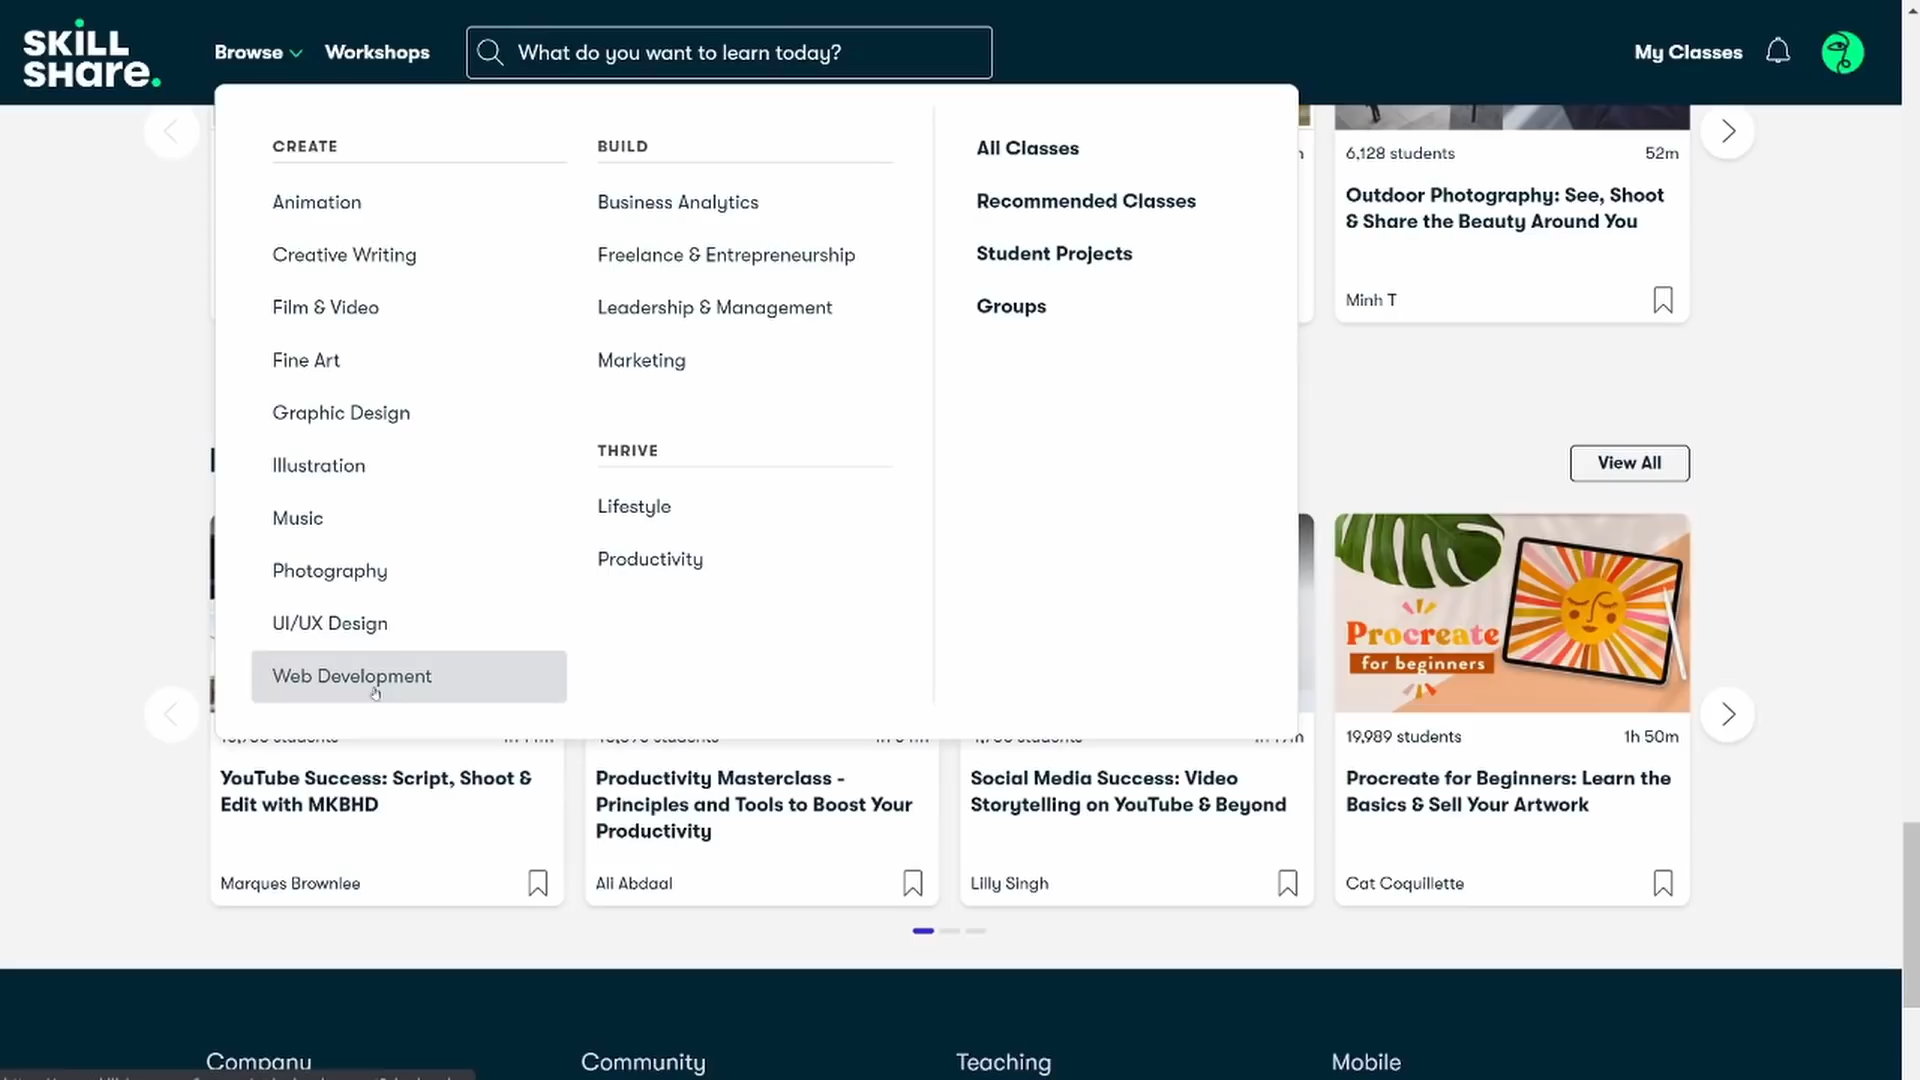 SKILL
SHARE.
Browse
Workshops
What do you want to learn today?
My Classes
CREATE
Animation
Creative Writing
Film & Video
Fine Art
Graphic Design
Illustration
Music
Photography
UI/UX Design
Web Development
BUILD
Business Analytics
Freelance & Entrepreneurship
Leadership & Management
Marketing
THRIVE
Lifestyle
Productivity
All Classes
Recommended Classes
Student Projects
Groups
6,128 students
52m
Outdoor Photography: See, Shoot
& Share the Beauty Around You
Minh T
View All
Procreate
for beginners
YouTube Success: Script, Shoot &
Edit with MKBHD
Marques Brownlee
Productivity Masterclass -
Principles and Tools to Boost Your
Productivity
Ali Abdaal
Social Media Success: Video
Storytelling on YouTube & Beyond
Lilly Singh
19,989 students
1h 50m
Procreate for Beginners: Learn the
Basics & Sell Your Artwork
Cat Coquillette
Company
Community
Teaching
Mobile